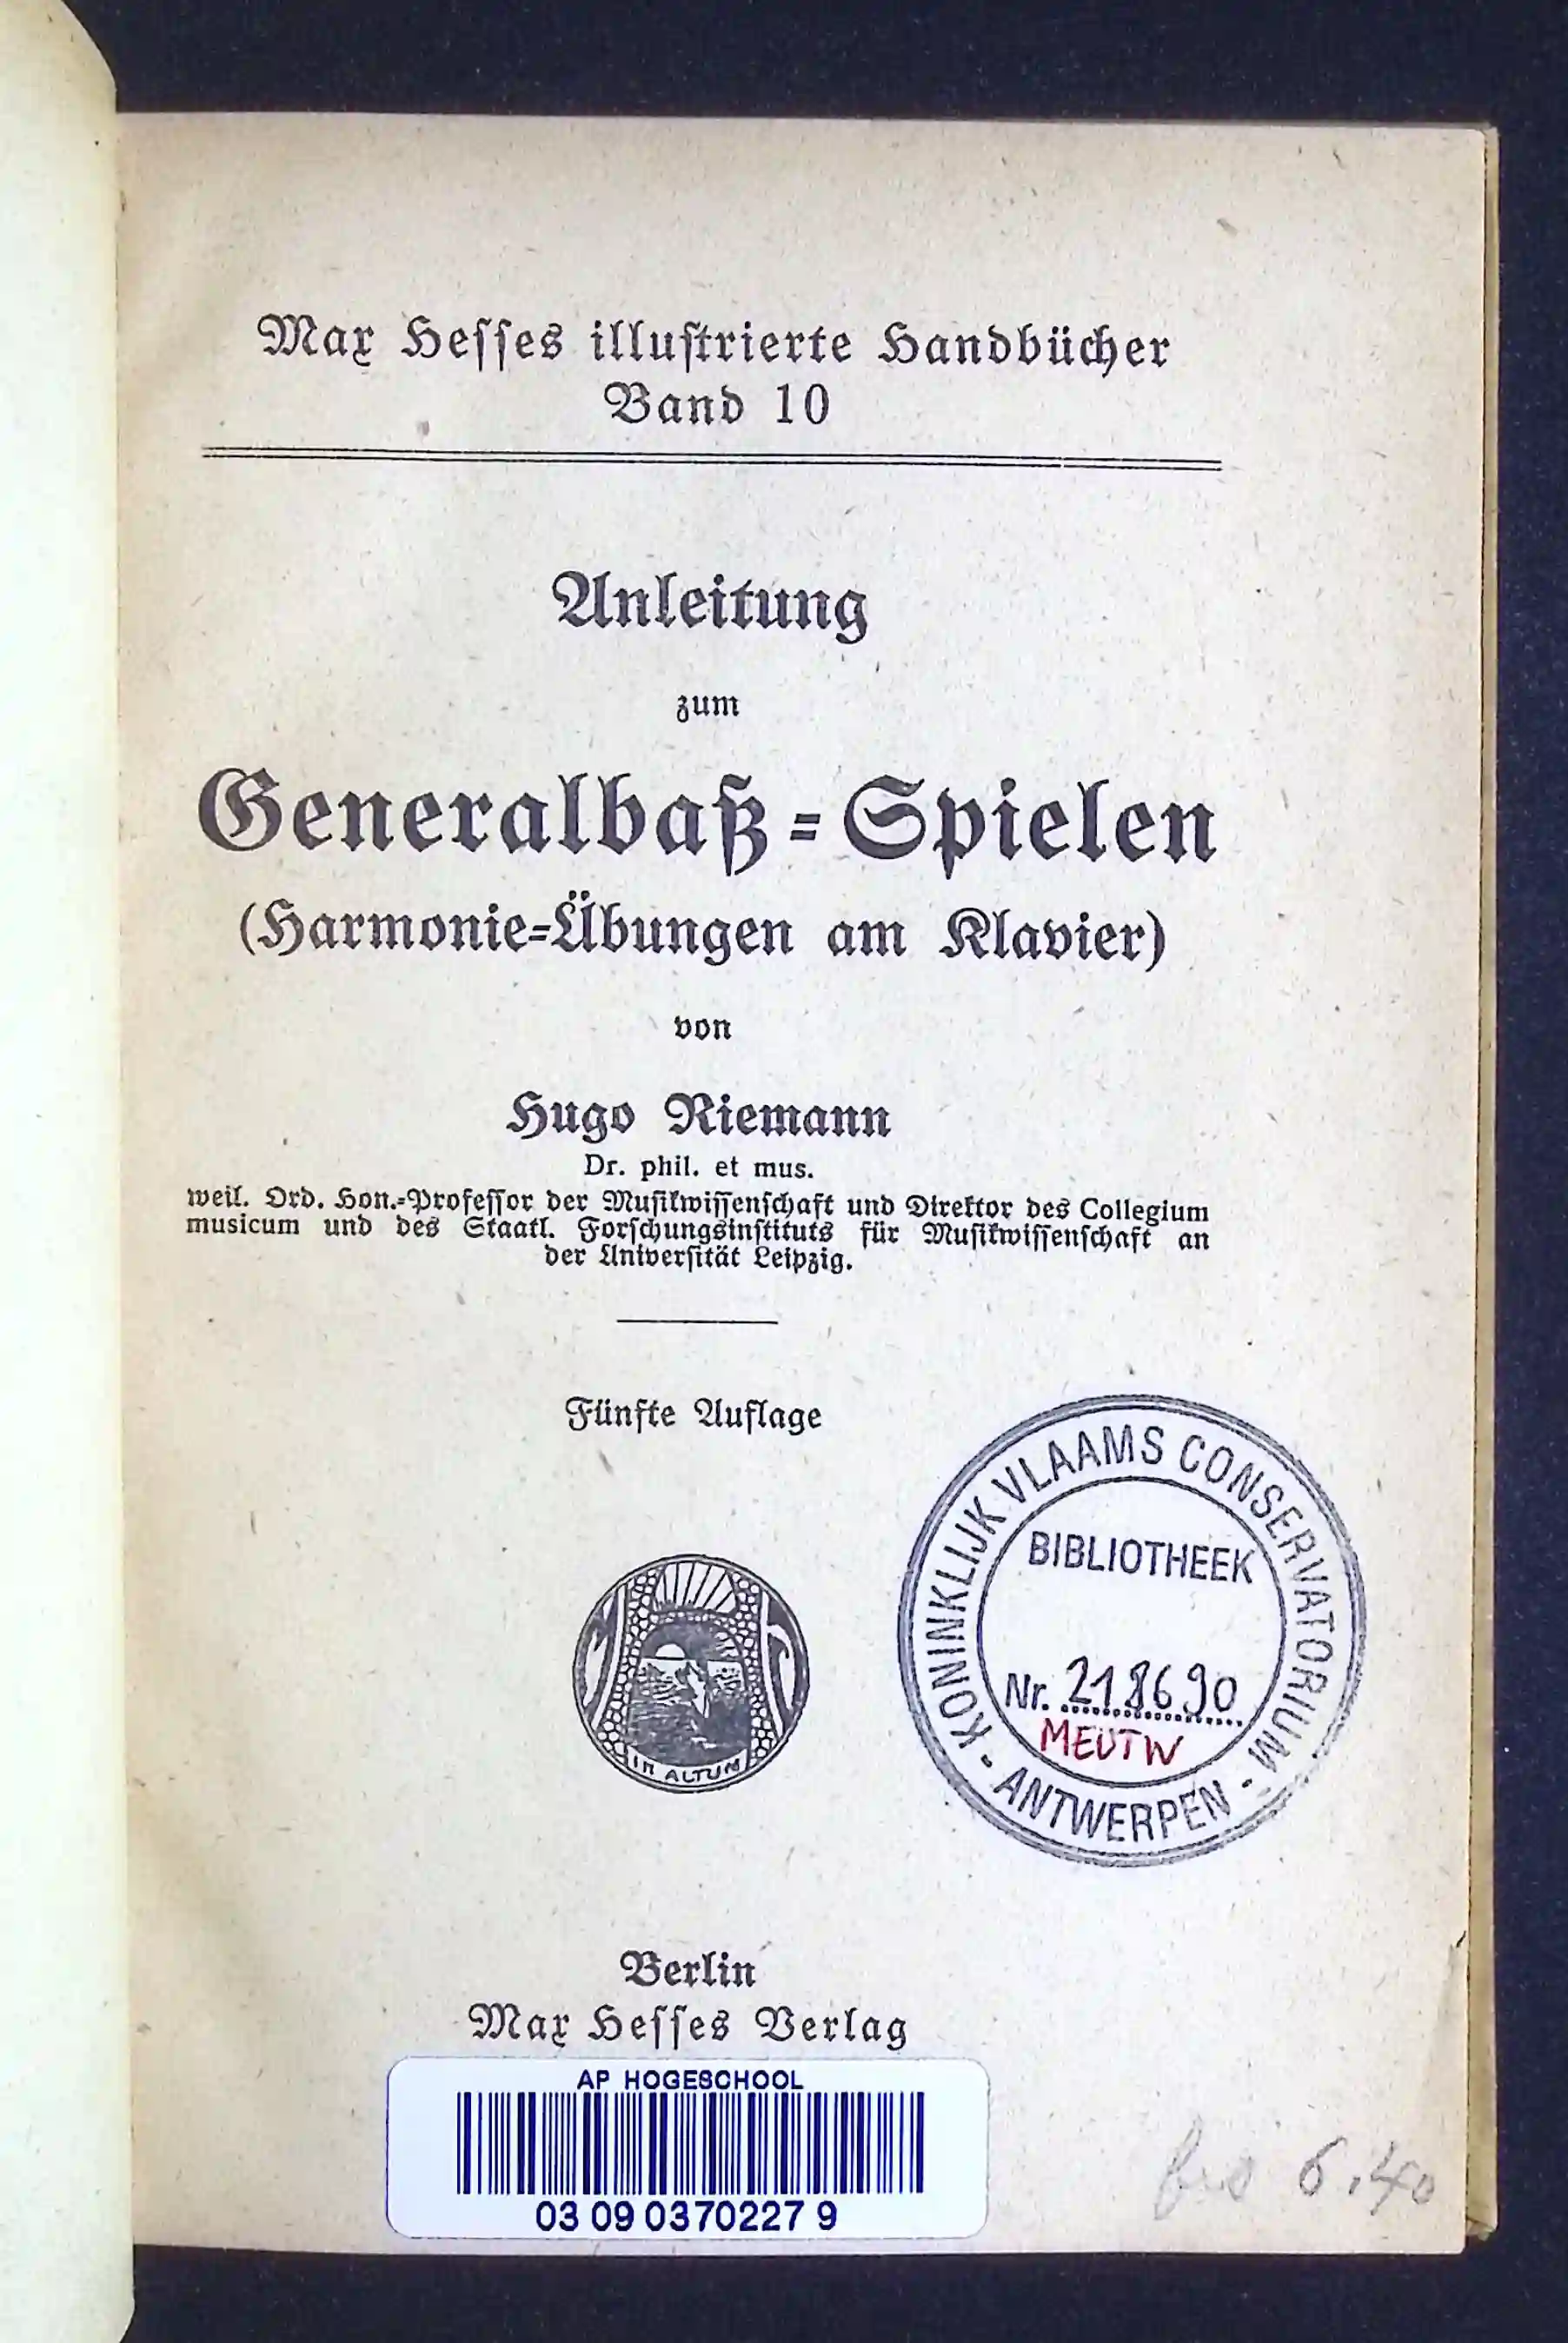 Max Hesses illustrierte Handbücher
Band 10
Anleitung
zum
Generalbaß-Spielen
(Harmonie-Übungen am Klavier)
von
Hugo Riemann
Dr. phil. et mus.
weil. Ord. Hon.-Professor der Musikwissenschaft und Direktor des Collegium
musicum und des Staatl. Forschungsinstituts für Musikwissenschaft an
der Universität Leipzig.
Fünfte Auflage
IN ALTUM
KONINKLIJK VLAAMS CONSERVATORIUM - ANTWERPEN -
BIBLIOTHEEK
Nr. 218690
Berlin
Max Hesses Verlag
AP HOGESCHOOL
03 09 0370227 9
6.40